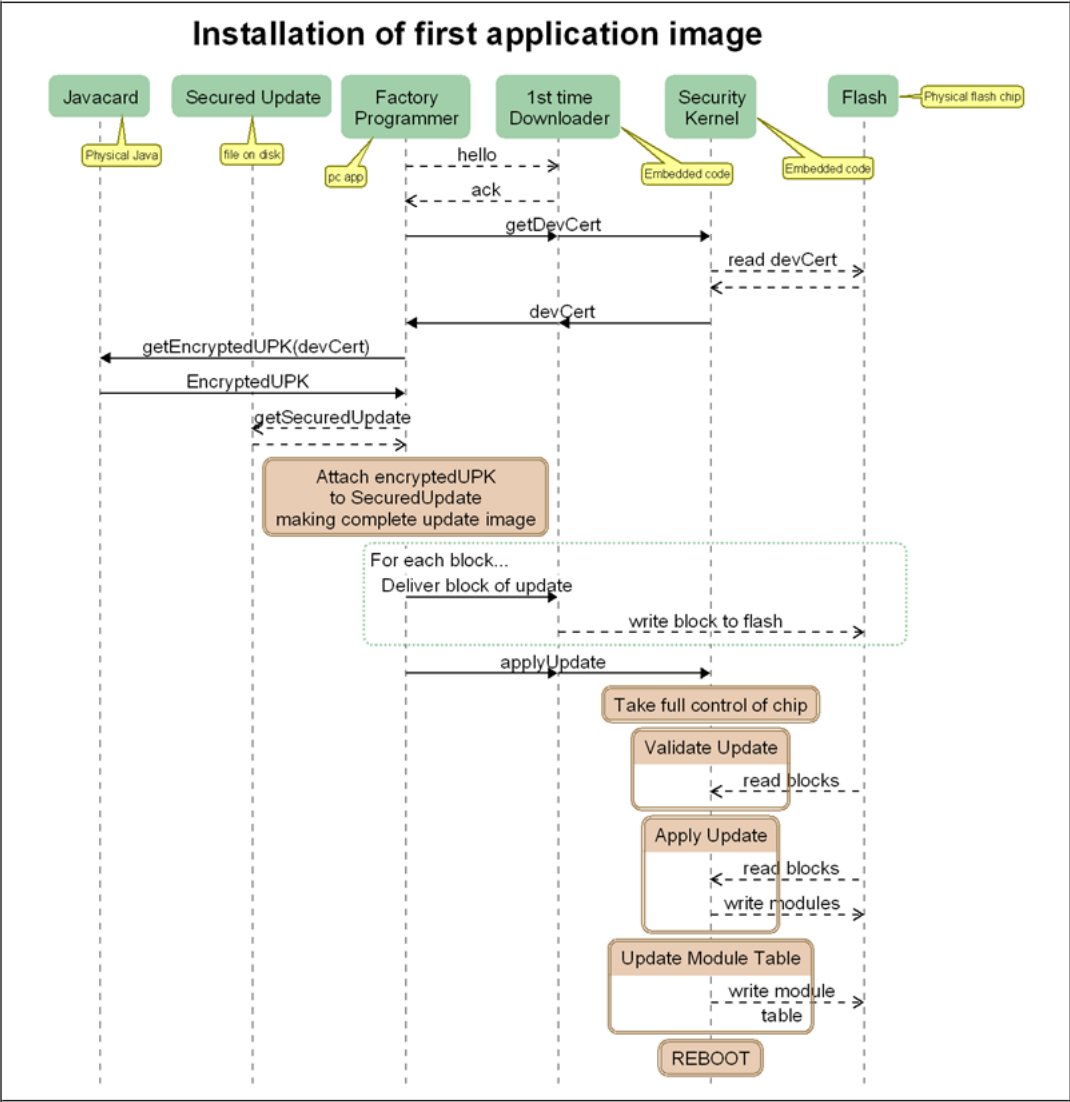 Installation of first application image
Javacard
Secured Update
Factory
Programmer
1st time
Downloader
Security
Kernel
Flash
Physical flash chip
Physical Java
file on disk
pc app
Embedded code
Embedded code
hello
ack
getDevCert
read devCert
devCert
getEncryptedUPK(devCert)
EncryptedUPK
getSecuredUpdate
Attach encryptedUPK
to SecuredUpdate
making complete update image
For each block...
Deliver block of update
write block to flash
applyUpdate
Take full control of chip
Validate Update
read blocks
Apply Update
read blocks
write modules
Update Module Table
write module
table
REBOOT